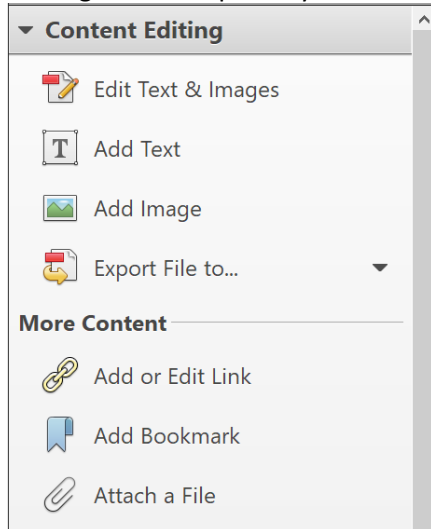 Content Editing
Edit Text & Images
T Add Text
Add Image
Export File to...
More Content
Add or Edit Link
Add Bookmark
Attach a File